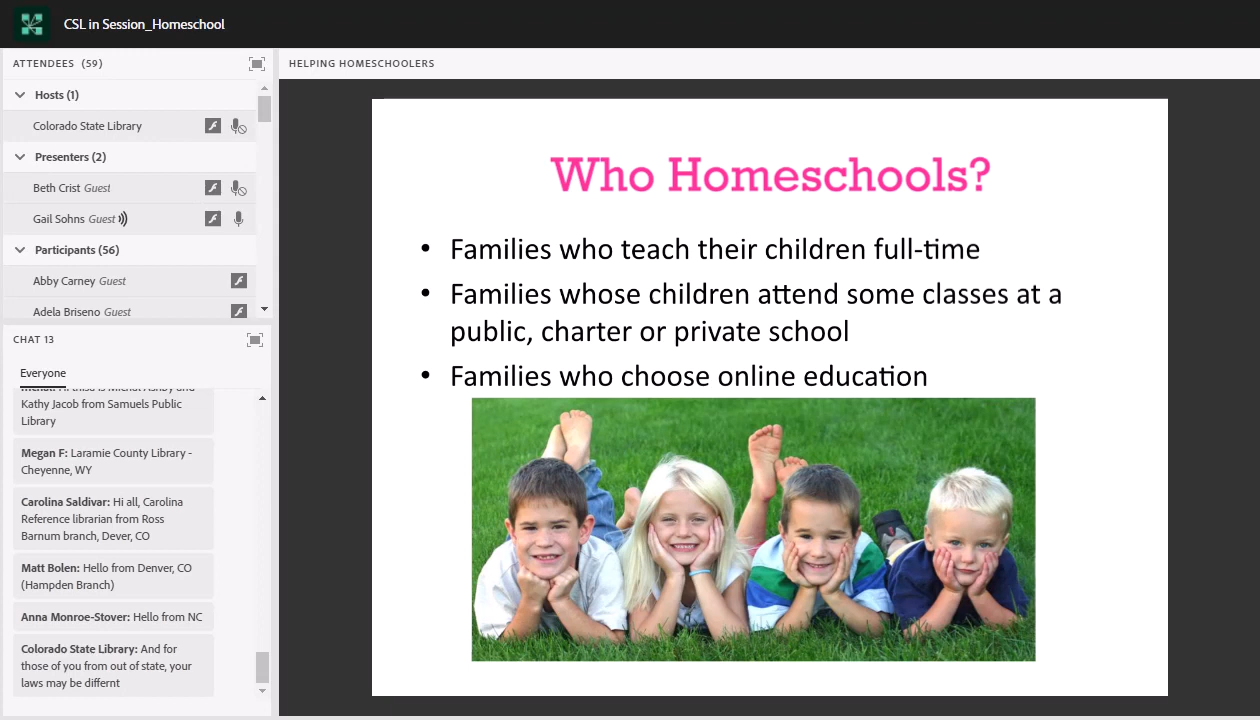 CSL in Session_Homeschool
ATTENDEES (59)
Hosts (1)
Colorado State Library
Presenters (2)
Beth Crist Guest
Gail Sohns Guest
Participants (56)
Abby Carney Guest
Adela Briseno Guest
CHAT 13
Everyone
Kathy Jacob from Samuels Public
Library
Megan F: Laramie County Library -
Cheyenne, WY
Carolina Saldivar: Hi all, Carolina
Reference librarian from Ross
Barnum branch, Dever, CO
Matt Bolen: Hello from Denver, CO
(Hampden Branch)
Anna Monroe-Stover: Hello from NC
Colorado State Library: And for
those of you from out of state, your
laws may be differnt
HELPING HOMESCHOOLERS
Who Homeschools?
• Families who teach their children full-time
• Families whose children attend some classes at a
public, charter or private school
• Families who choose online education